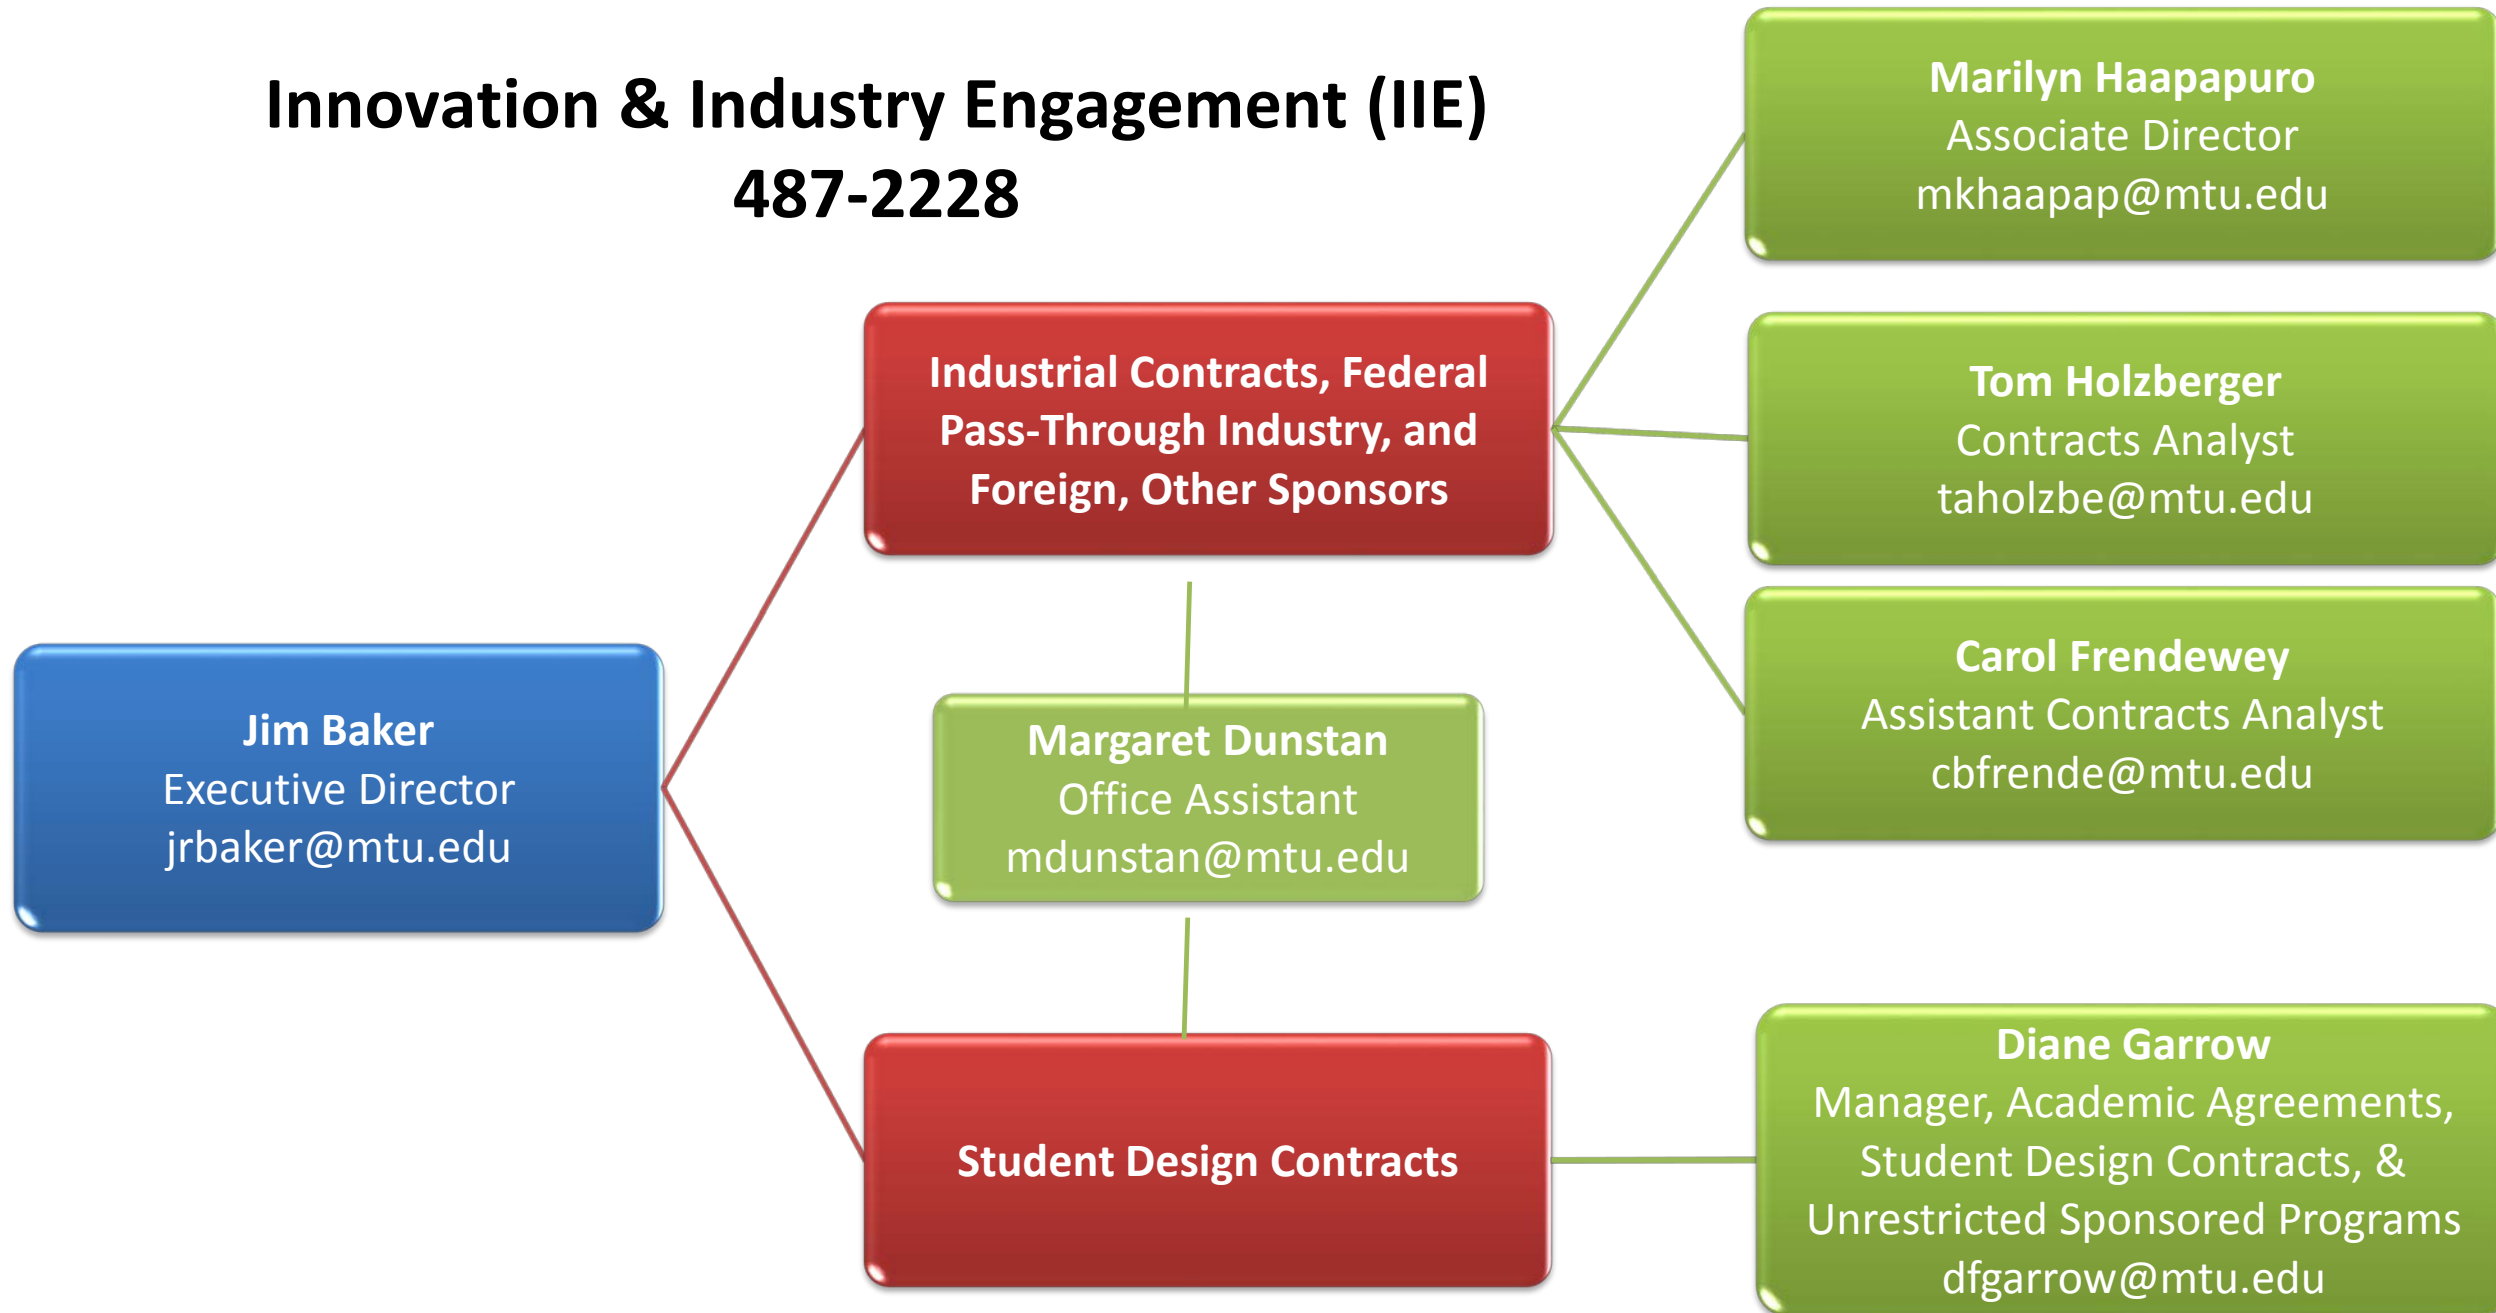 Innovation & Industry Engagement (IIE)
487-2228
Jim Baker
Executive Director
jrbaker@mtu.edu
Industrial Contracts, Federal
Pass-Through Industry, and
Foreign, Other Sponsors
Margaret Dunstan
Office Assistant
mdunstan@mtu.edu
Student Design Contracts
Marilyn Haapapuro
Associate Director
mkhaapap@mtu.edu
Tom Holzberger
Contracts Analyst
taholzbe@mtu.edu
Carol Frendewey
Assistant Contracts Analyst
cbfrende@mtu.edu
Diane Garrow
Manager, Academic Agreements,
Student Design Contracts, &
Unrestricted Sponsored Programs
dfgarrow@mtu.edu